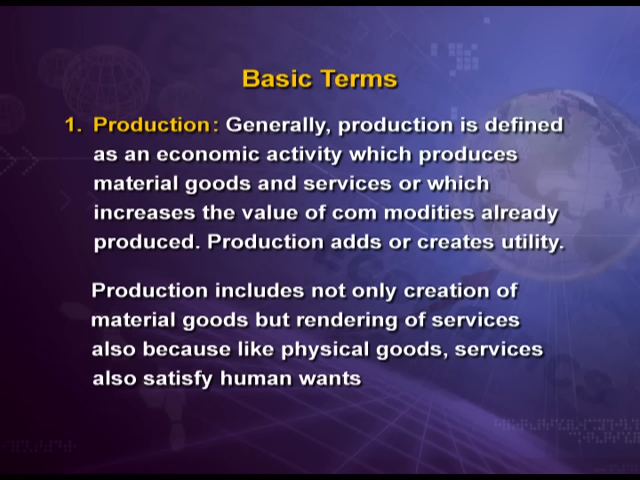 Basic Terms
1. Production: Generally, production is defined
as an economic activity which produces
material goods and services or which
increases the value of com modities already
produced. Production adds or creates utility.
Production includes not only creation of
material goods but rendering of services
also because like physical goods, services
also satisfy human wants